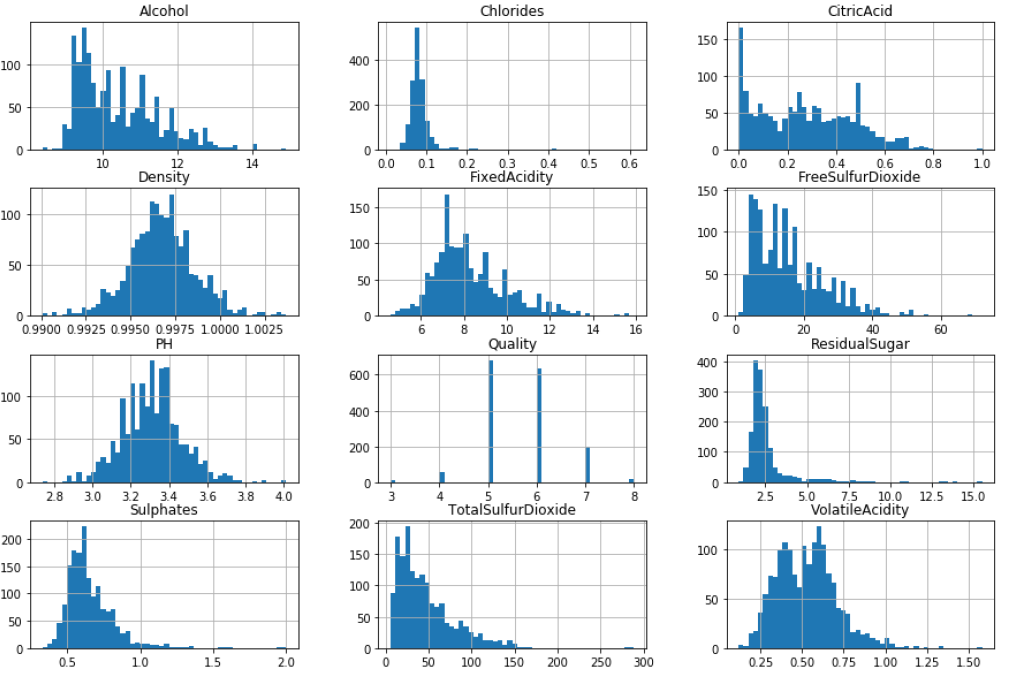 Alcohol Chlorides CitricAcid
100
50
0
10 12 14
400
200
0
0.0 0.1 0.2 0.3 0.4 0.5 0.6
150
100
50
0
0.0 0.2 0.4 0.6 0.8 1.0
Density FixedAcidity FreeSulfurDioxide
100
50
0
0.9900 0.9925 0.9950 0.9975 1.0000 1.0025
150
100
50
0
6 8 10 12 14 16
150
100
50
0
0 20 40 60
PH Quality ResidualSugar
100
50
0
2.8 3.0 3.2 3.4 3.6 3.8 4.0
600
400
200
0
3 4 5 6 7 8
400
300
200
100
0
2.5 5.0 7.5 10.0 12.5 15.0
Sulphates TotalSulfurDioxide VolatileAcidity
200
150
100
50
0
0.5 1.0 1.5 2.0
200
150
100
50
0
0 50 100 150 200 250 300
100
50
0
0.25 0.50 0.75 1.00 1.25 1.50